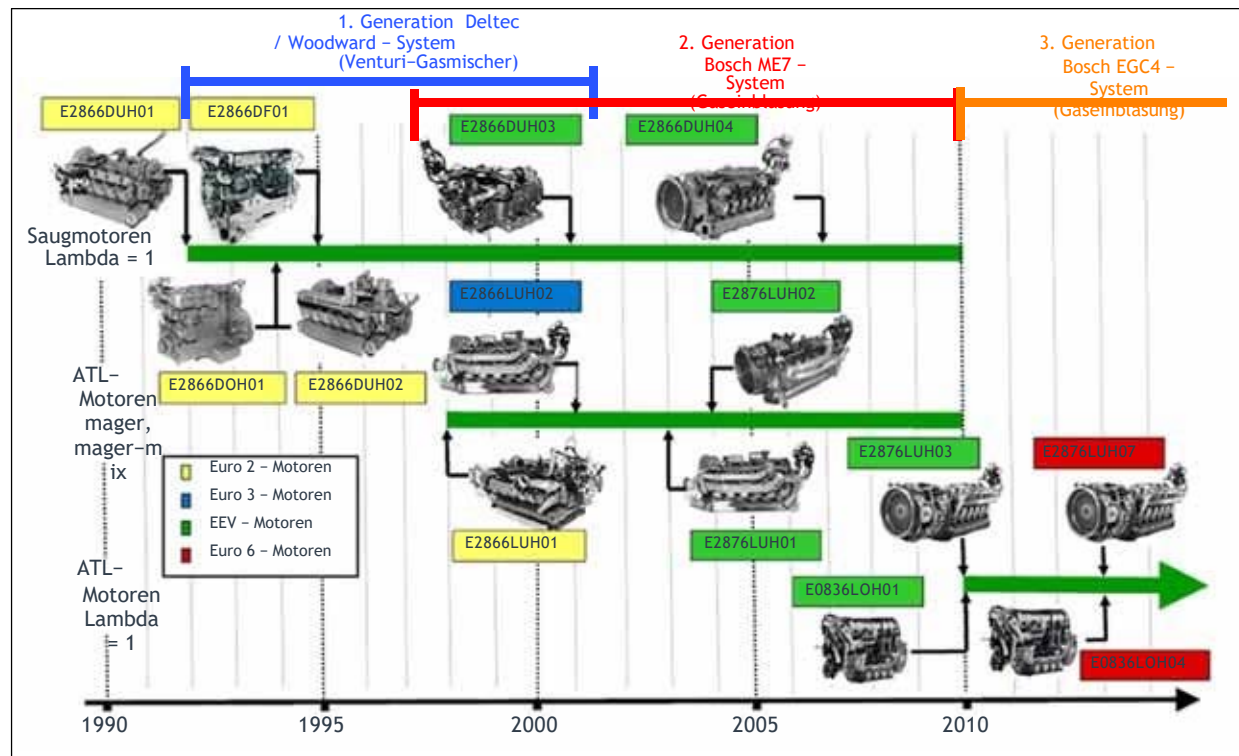 1. Generation Deltec
/ Woodward – System
(Venturi-Gasmischer)
2. Generation
Bosch ME7 –
System
(Gaseinblasung)
3. Generation
Bosch EGC4 –
System
(Gaseinblasung)
E2866DUH01
E2866DF01
E2866DUH03
E2866DUH04
Saugmotoren
Lambda = 1
E2866LUH02
E2876LUH02
E2866DOH01
E2866DUH02
ATL–
Motoren
mager,
mager–m
ix
E2876LUH03
E2876LUH07
Euro 2 – Motoren
Euro 3 – Motoren
EEV – Motoren
Euro 6 – Motoren
E2866LUH01
E2876LUH01
ATL–
Motoren
Lambda
= 1
E0836LOH01
E0836LOH04
1990
1995
2000
2005
2010